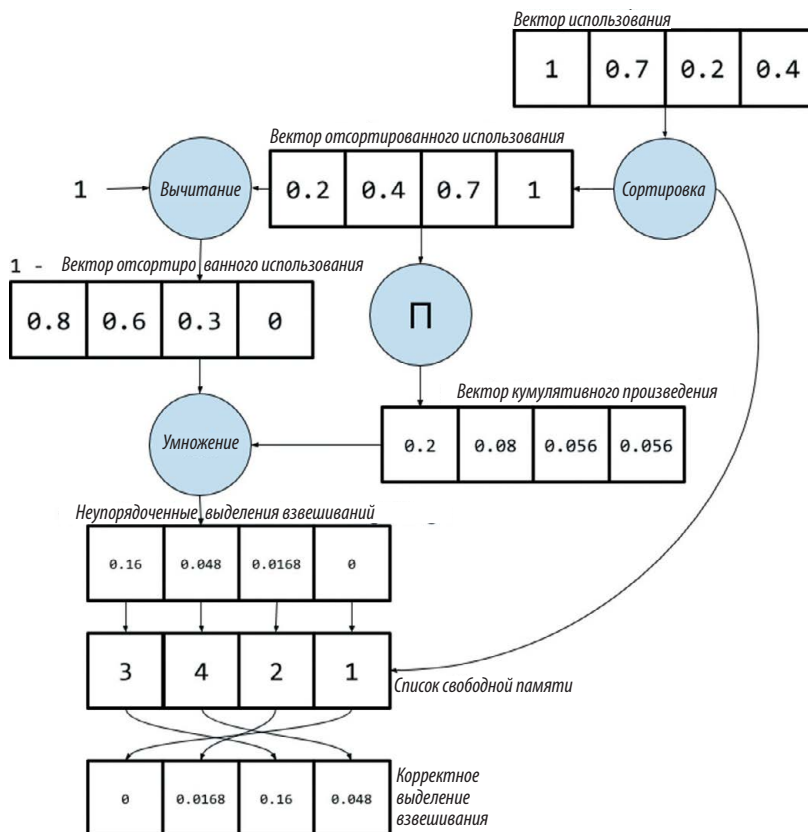 Вектор использования
1 0.7 0.2 0.4
Вектор отсортированного использования
1
Вычитание
0.2 0.4 0.7 1
Сортировка
1 - Вектор отсортиро ванного использования
0.8 0.6 0.3 0
П
Вектор кумулятивного произведения
Умножение
0.2 0.08 0.056 0.056
Неупорядоченные выделения взвешиваний
0.16 0.048 0.0168 0
3 4 2 1
Список свободной памяти
0 0.0168 0.16 0.048
Корректное
выделение
взвешивания